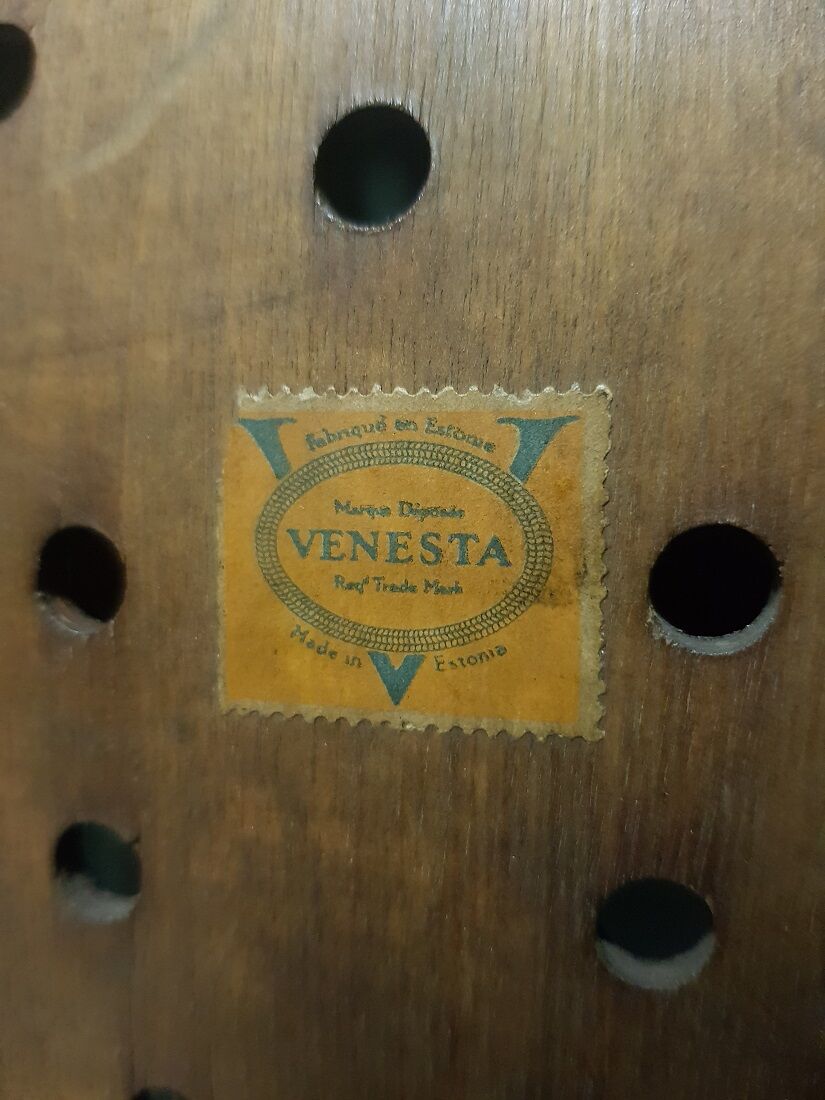 Fabriqué en Estonie
Marque Déposée
VENESTA
Regd Trade Mark
Made in Estonia